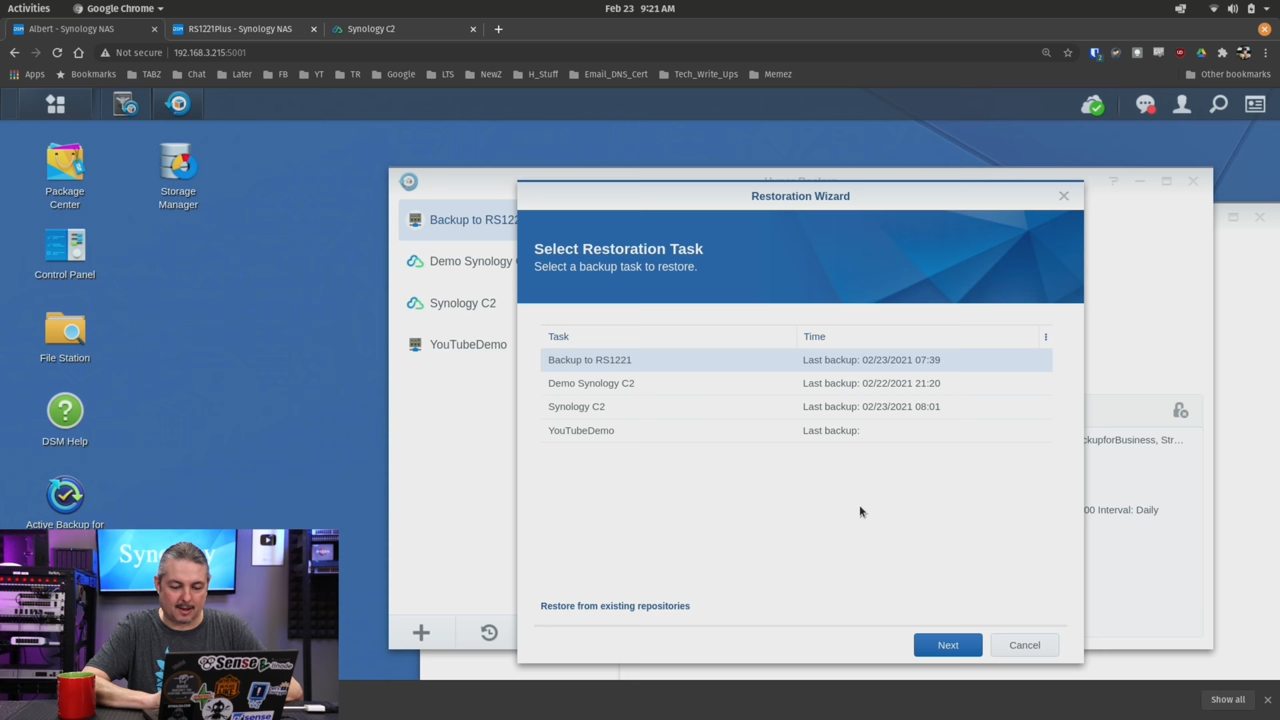 Activities
Google Chrome
Feb 23 9:21 AM
Albert - Synology NAS
RS1221Plus - Synology NAS
Synology C2
Not secure
192.168.3.215:5001
Apps
Bookmarks
TABZ
Chat
Later
FB
YT
TR
Google
LTS
NewZ
H_Stuff
Email_DNS_Cert
Tech_Write_Ups
Memez
Other bookmarks
Package
Center
Storage
Manager
Control Panel
File Station
DSM Help
Active Backup for
Backup to RS122
Demo Synology
Synology C2
YouTubeDemo
Restoration Wizard
Select Restoration Task
Select a backup task to restore.
Task Time
Backup to RS1221 Last backup: 02/23/2021 07:39
Demo Synology C2 Last backup: 02/22/2021 21:20
Synology C2 Last backup: 02/23/2021 08:01
YouTubeDemo Last backup:
Restore from existing repositories
Next
Cancel
ckupforBusiness, Str...
00 Interval: Daily
Synology
Show all